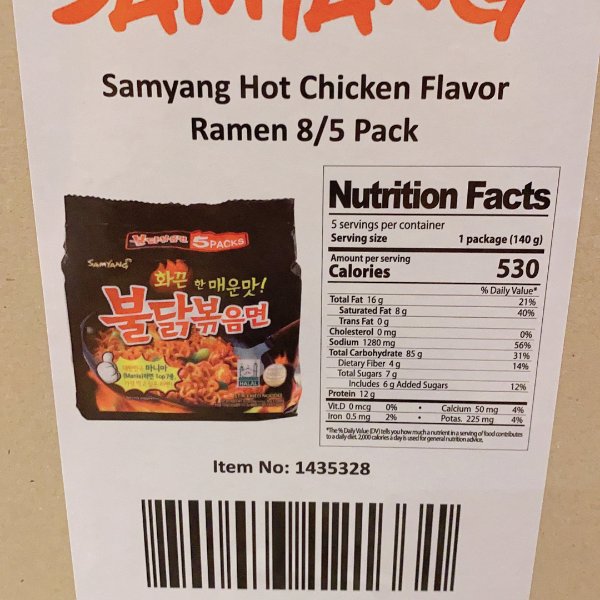 SAMYANG
Samyang Hot Chicken Flavor
Ramen 8/5 Pack
5PACKS
SAMYANG
화끈한 매운맛!
불닭볶음면
마니아
HALAL
Nutrition Facts
5 servings per container
Serving size 1 package (140 g)
Amount per serving
Calories 530
% Daily Value*
Total Fat 16 g 21%
Saturated Fat 8 g 40%
Trans Fat 0 g
Cholesterol 0 mg 0%
Sodium 1280 mg 56%
Total Carbohydrate 85 g 31%
Dietary Fiber 4 g 14%
Total Sugars 7 g
Includes 6 g Added Sugars 12%
Protein 12 g
Vit.D 0 mcg 0% • Calcium 50 mg 4%
Iron 0.5 mg 2% • Potas. 225 mg 4%
*The % Daily Value (DV) tells you how much a nutrient in a serving of food contributes
to a daily diet. 2,000 calories a day is used for general nutrition advice.
Item No: 1435328